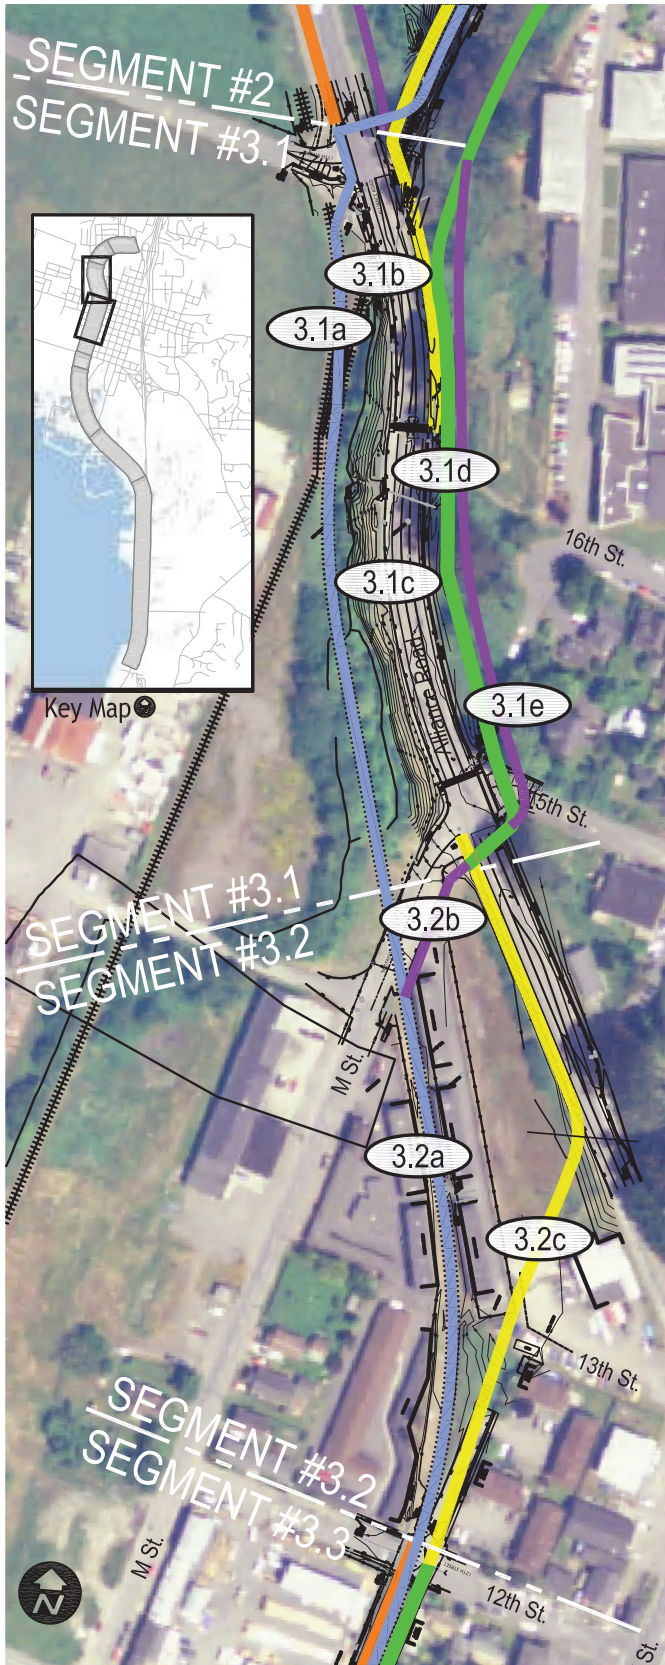 SEGMENT #2
SEGMENT #3.1
3.1b
3.1a
3.1d
16th St.
3.1c
Alliance Road
Key Map
3.1e
15th St.
SEGMENT #3.1
SEGMENT #3.2
3.2b
M St.
3.2a
3.2c
13th St.
SEGMENT #3.2
SEGMENT #3.3
M St.
12th St.
N
St.